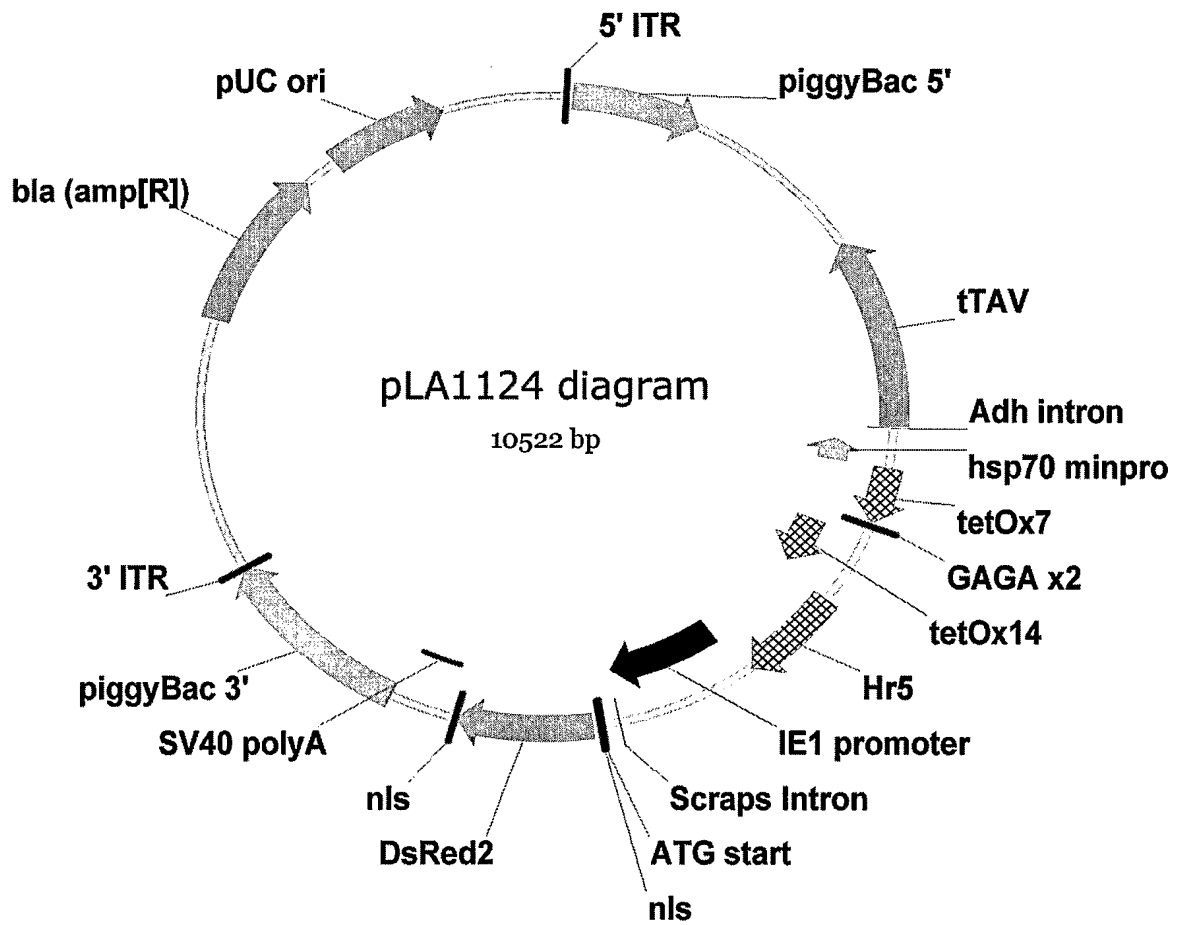 5' ITR
pUC ori
piggyBac 5'
bla (amp[R])
tTAV
pLA1124 diagram
10522 bp
Adh intron
hsp70 minpro
tetOx7
GAGA x2
tetOx14
3' ITR
Hr5
piggyBac 3'
SV40 polyA
IE1 promoter
nls
Scraps Intron
DsRed2
ATG start
nls